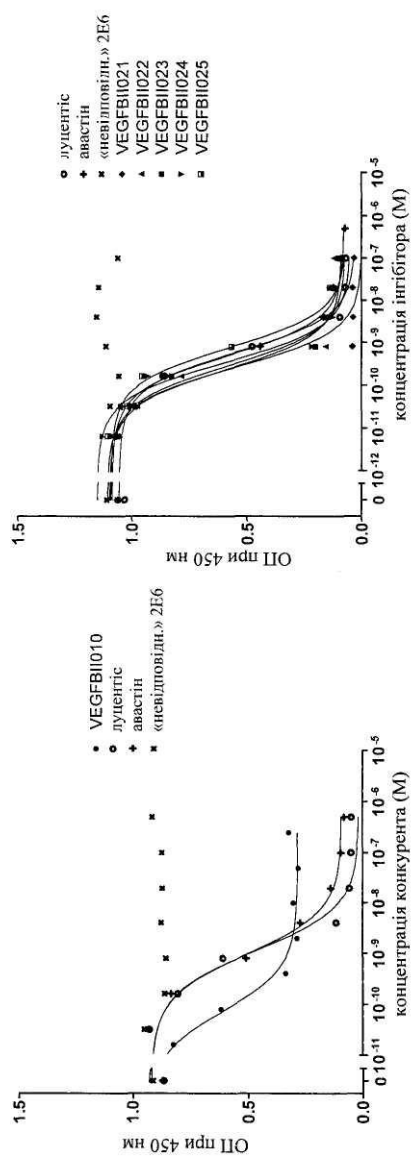 ОП при 450 нм
1.5
1.0
0.5
0.0
0 10-11 10-10 10-9 10-8 10-7 10-6 10-5
концентрація конкурента (М)
VEGFBII010
луцентіс
авастін
«невідповідн.» 2E6
ОП при 450 нм
1.5
1.0
0.5
0.0
0 10-12 10-11 10-10 10-9 10-8 10-7 10-6 10-5
концентрація інгібітора (М)
луцентіс
авастін
«невідповідн.» 2E6
VEGFBII021
VEGFBII022
VEGFBII023
VEGFBII024
VEGFBII025